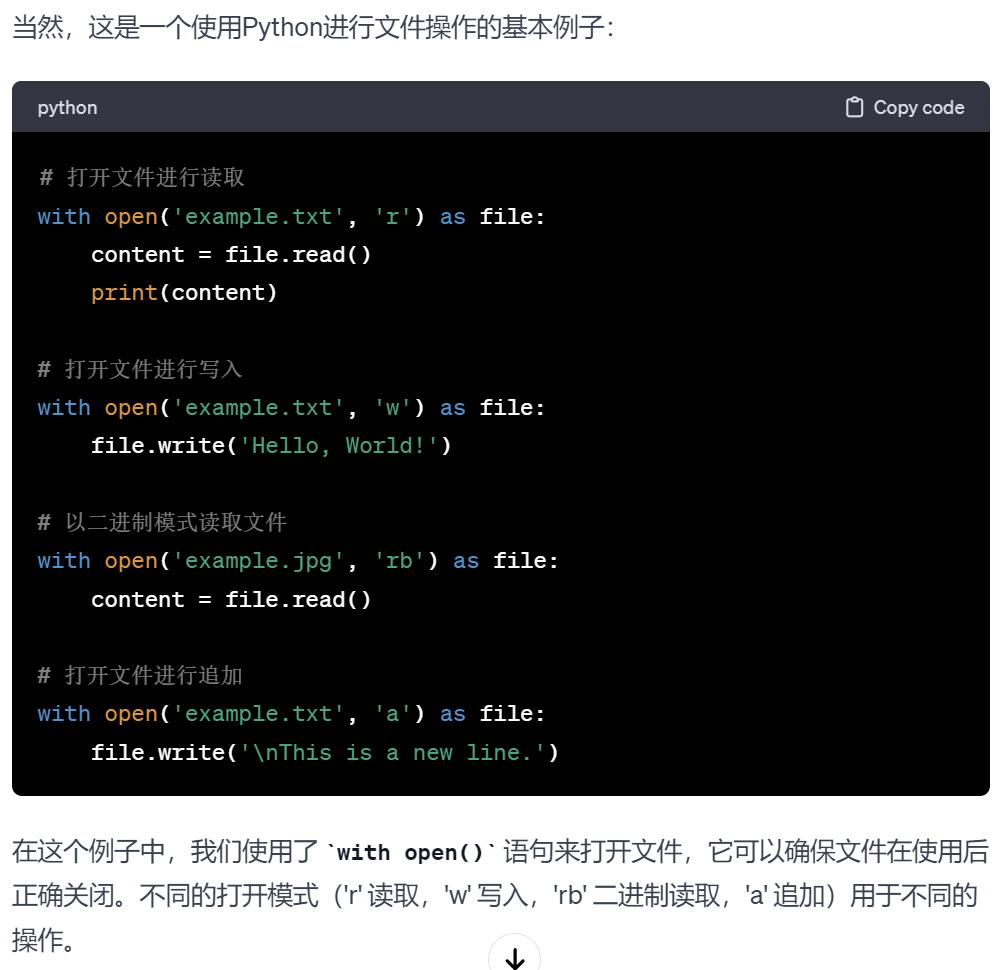 当然，这是一个使用Python进行文件操作的基本例子：
python
Copy code
# 打开文件进行读取
with open('example.txt', 'r') as file:
    content = file.read()
    print(content)
# 打开文件进行写入
with open('example.txt', 'w') as file:
    file.write('Hello, World!')
# 以二进制模式读取文件
with open('example.jpg', 'rb') as file:
    content = file.read()
# 打开文件进行追加
with open('example.txt', 'a') as file:
    file.write('\nThis is a new line.')
在这个例子中，我们使用了 `with open()` 语句来打开文件，它可以确保文件在使用后
正确关闭。不同的打开模式（'r' 读取，'w' 写入，'rb' 二进制读取，'a' 追加）用于不同的
操作。